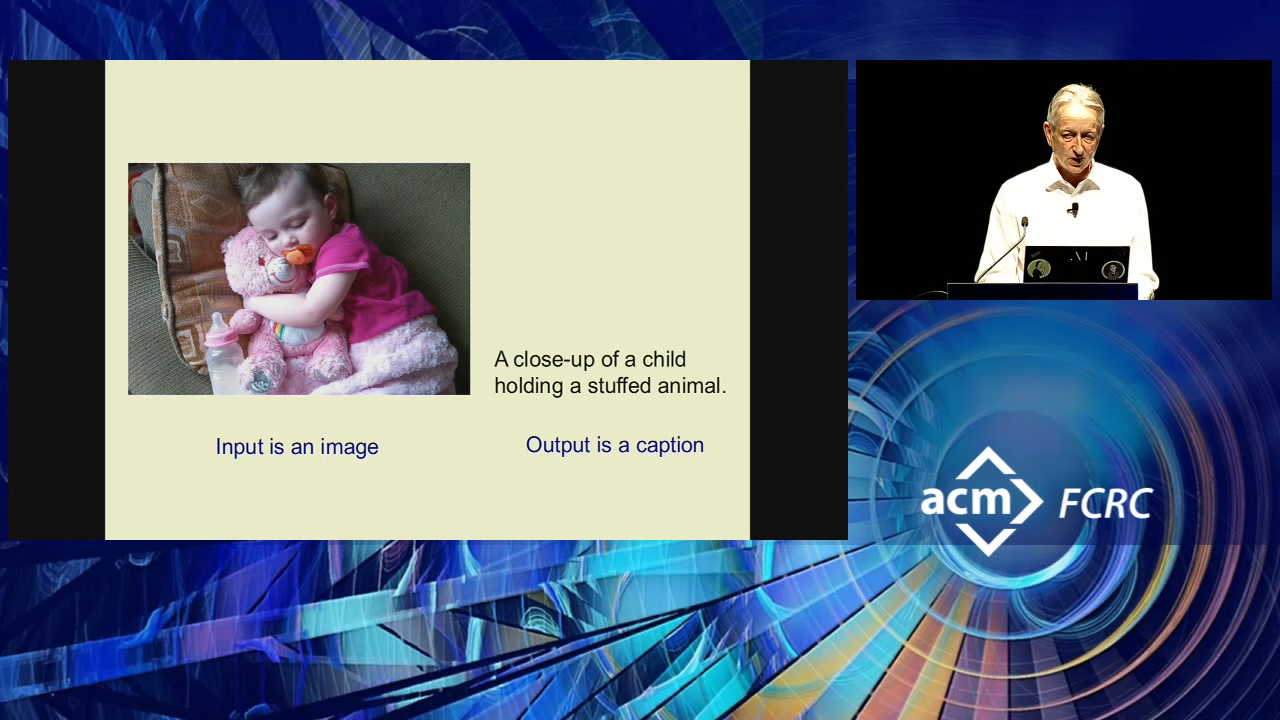 A close-up of a child
holding a stuffed animal.
Input is an image
Output is a caption
acm FCRC